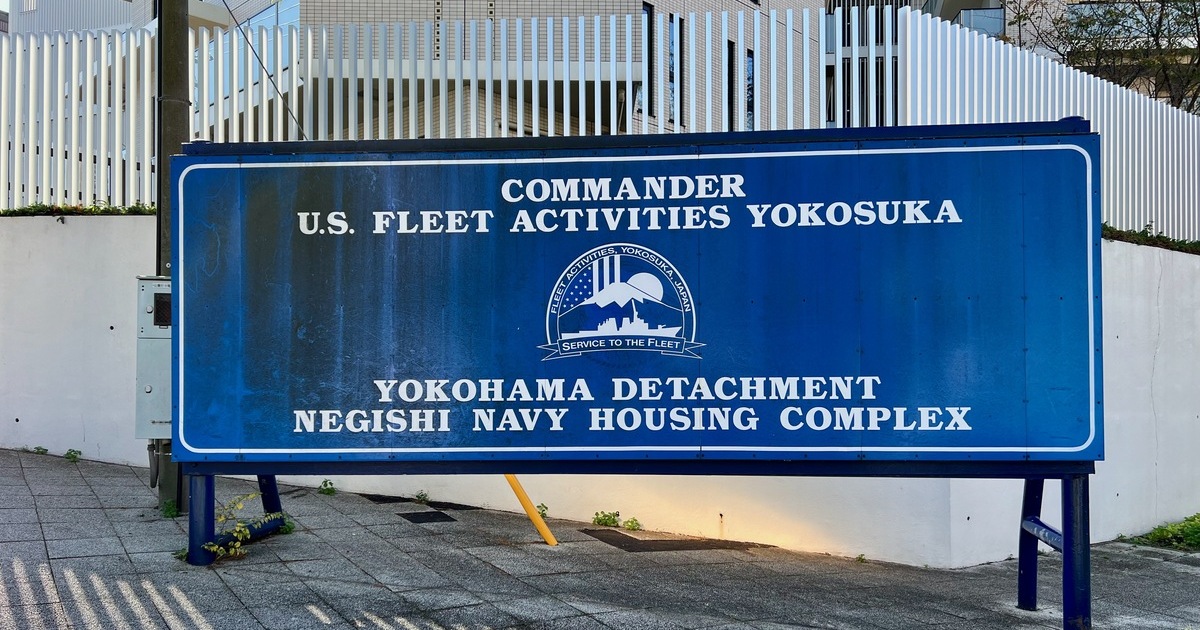 COMMANDER
U.S. FLEET ACTIVITIES YOKOSUKA
FLEET ACTIVITIES, YOKOSUKA, JAPAN
SERVICE TO THE FLEET
YOKOHAMA DETACHMENT
NEGISHI NAVY HOUSING COMPLEX